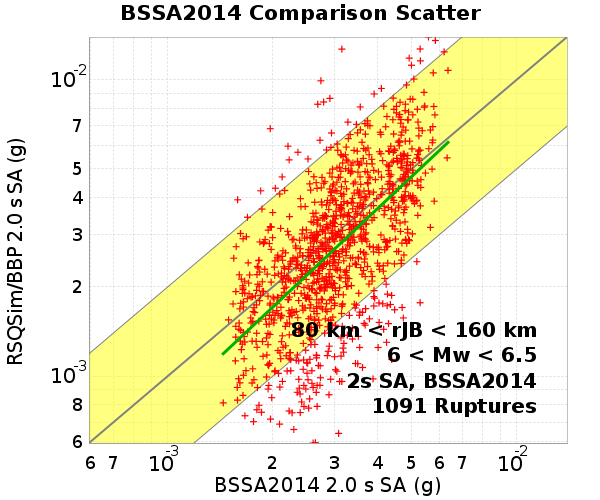 BSSA2014 Comparison Scatter
RSQSim/BBP 2.0 s SA (g)
10-2
7
5
4
3
2
10-3
8
6
80 km < rJB < 160 km
6 < Mw < 6.5
2s SA, BSSA2014
1091 Ruptures
6 7 10-3 2 3 4 5 6 7 10-2
BSSA2014 2.0 s SA (g)